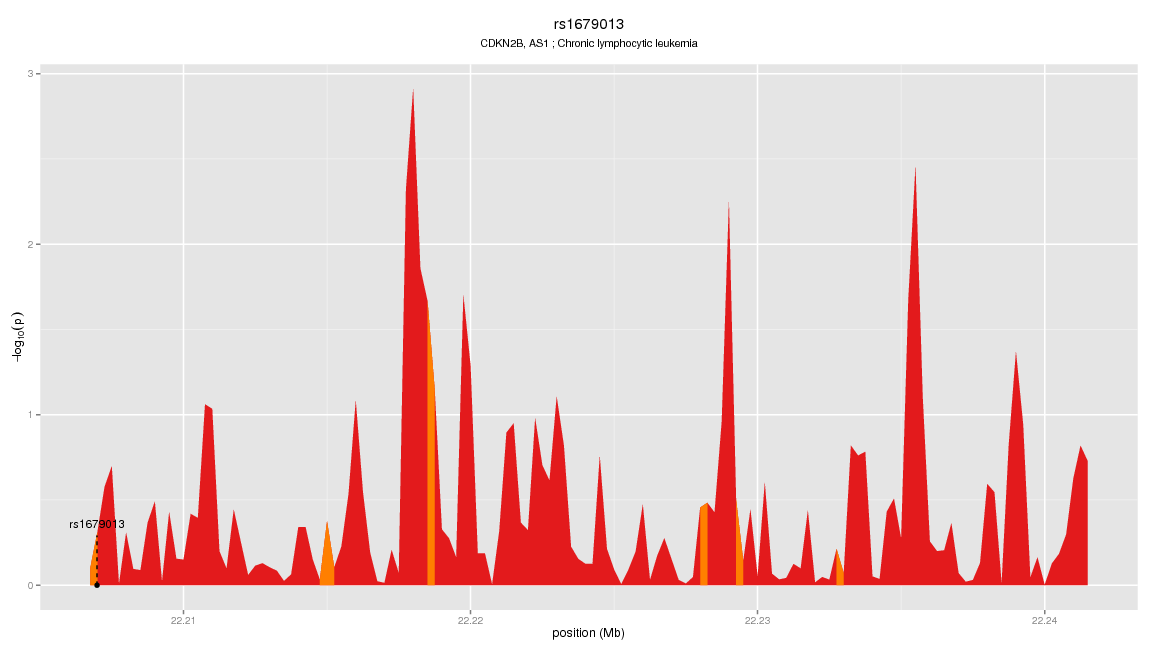 rs1679013
CDKN2B, AS1 ; Chronic lymphocytic leukemia
3
2
1
0
−log10(p)
rs1679013
22.21 22.22 22.23 22.24
position (Mb)